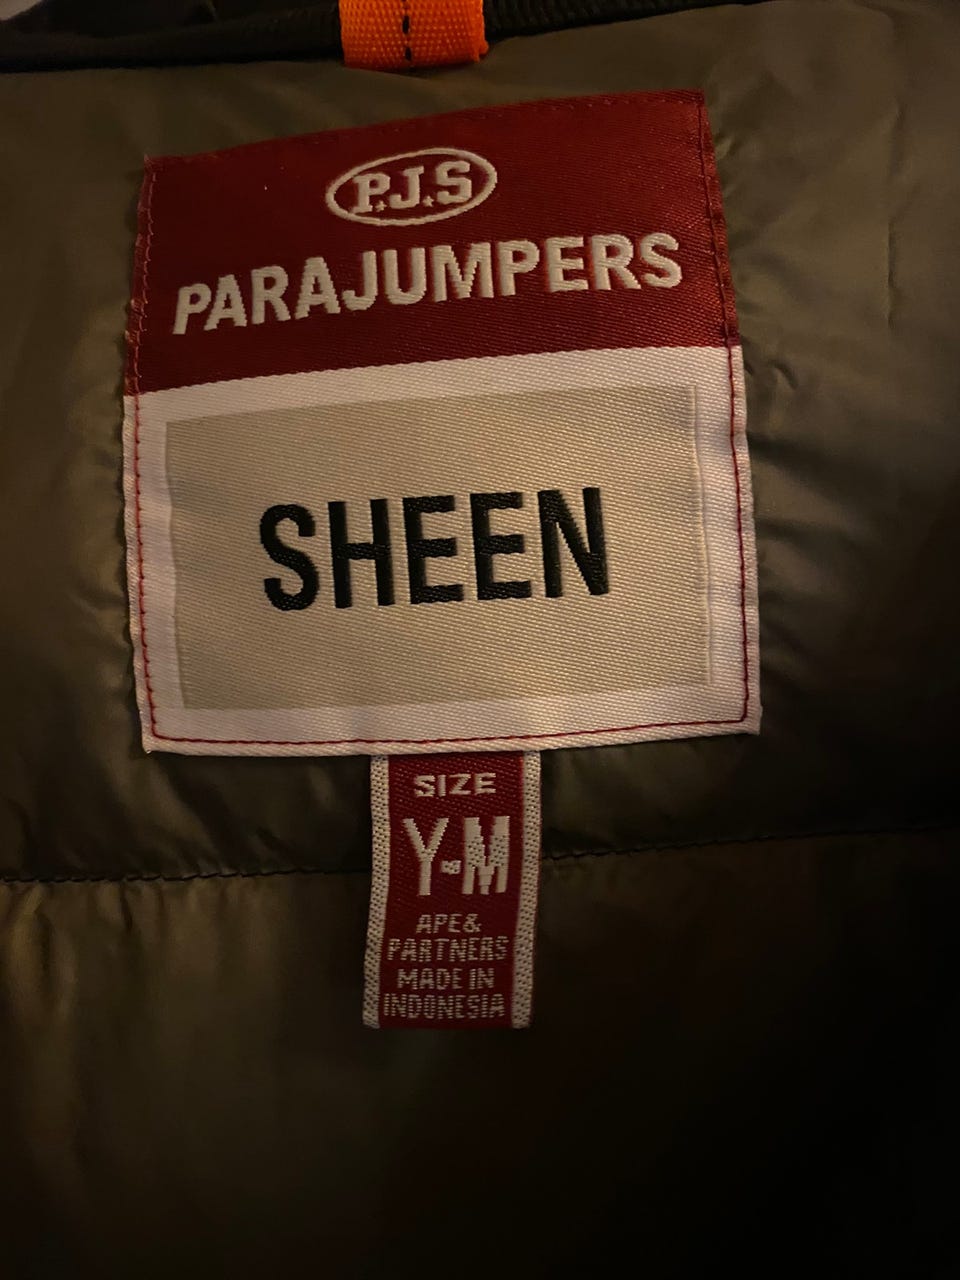 P.J.S
PARAJUMPERS
SHEEN
SIZE
Y-M
APE&
PARTNERS
MADE IN
INDONESIA